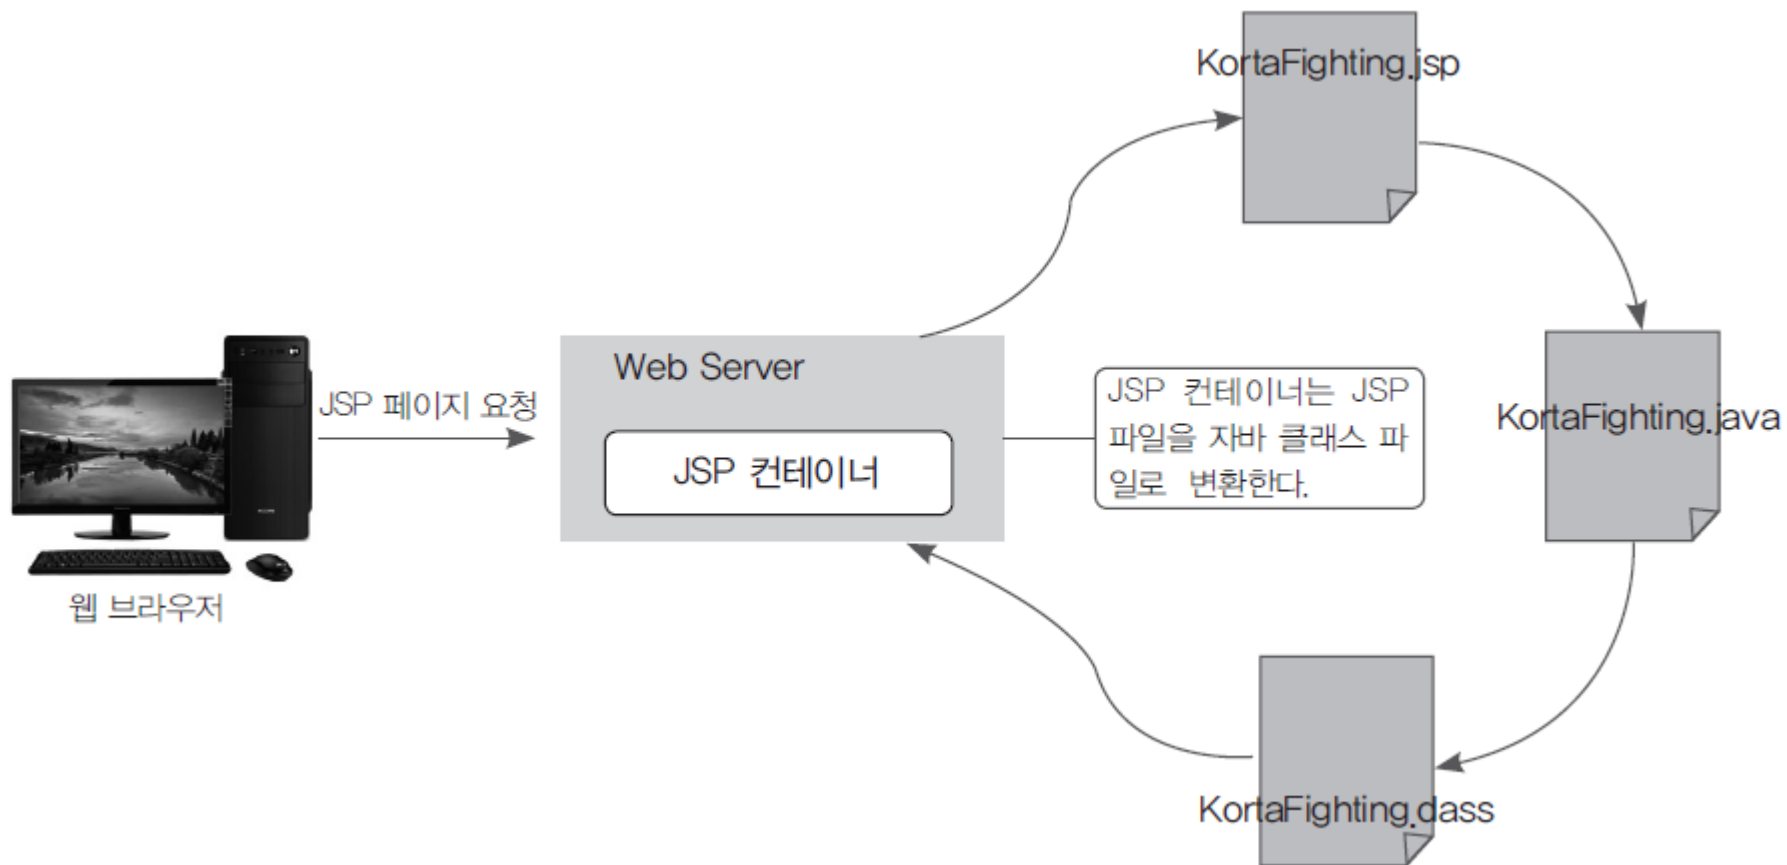 KortaFighting.jsp
Web Server
JSP 페이지 요청
JSP 컨테이너
JSP 컨테이너는 JSP
파일을 자바 클래스 파
일로 변환한다.
KortaFighting.java
웹 브라우저
KortaFighting.dass